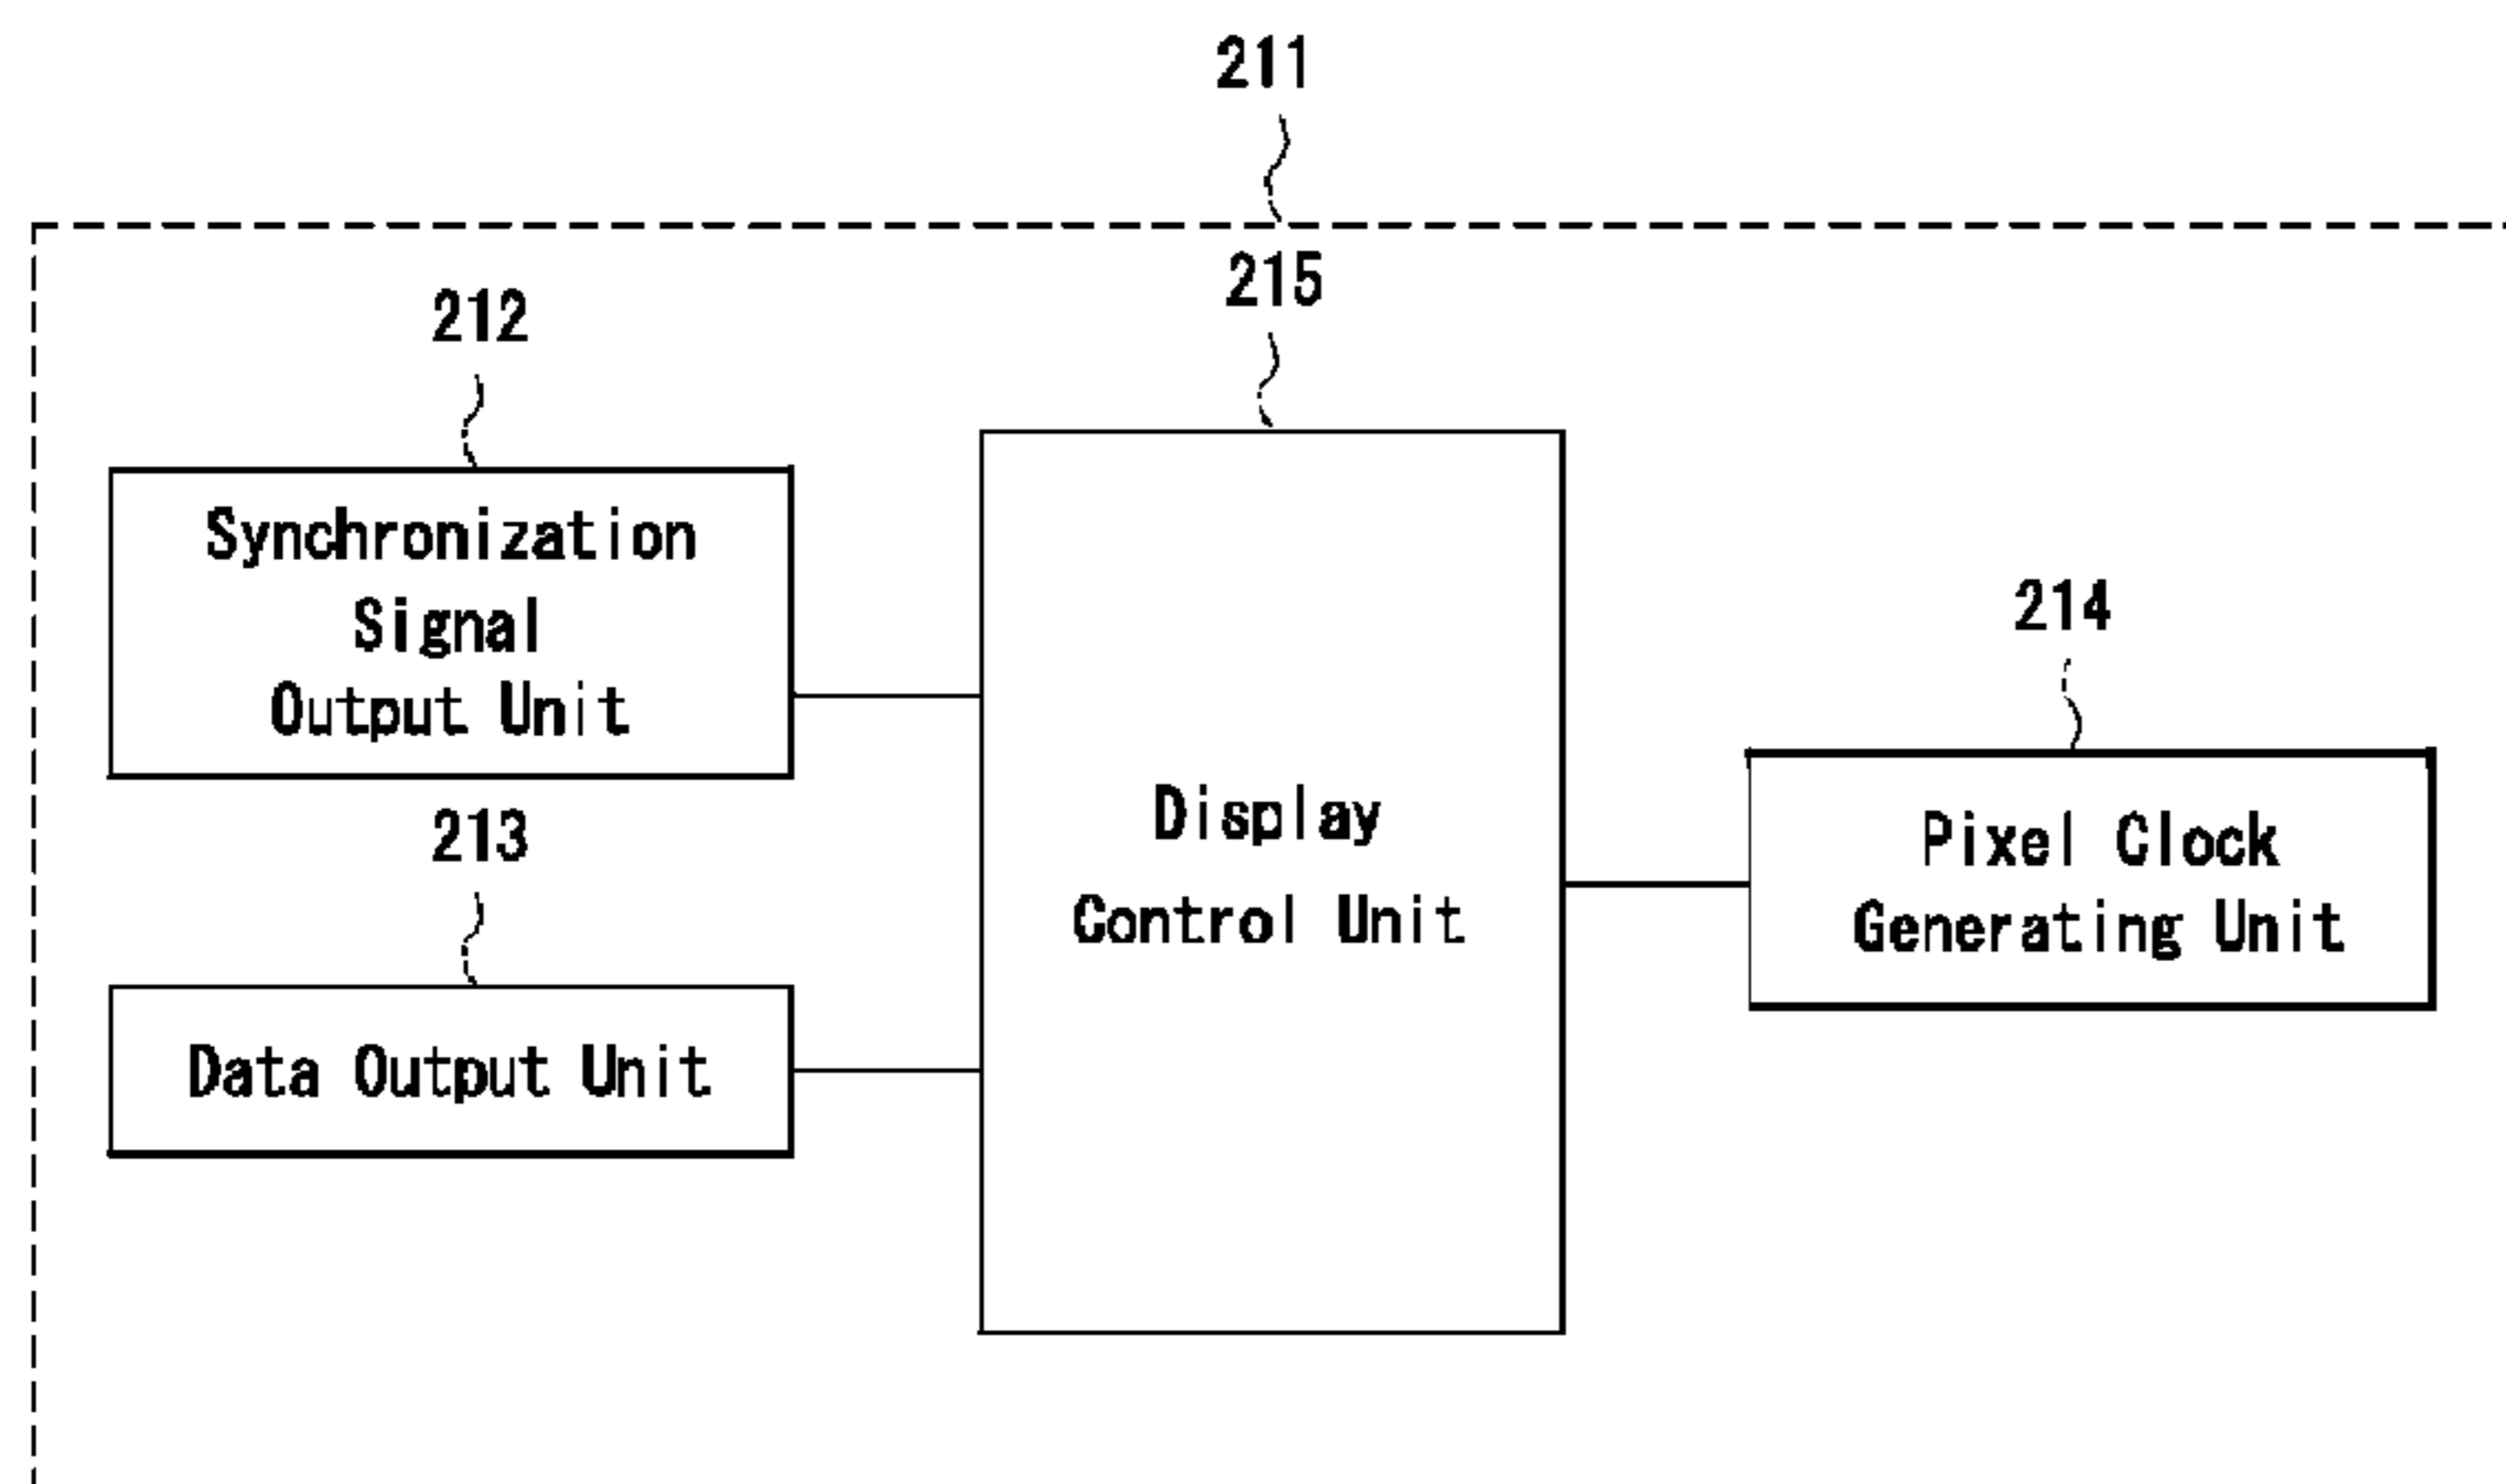 211
215
212
Synchronization
Signal
Output Unit
214
Display
Control Unit
213
Pixel Clock
Generating Unit
Data Output Unit